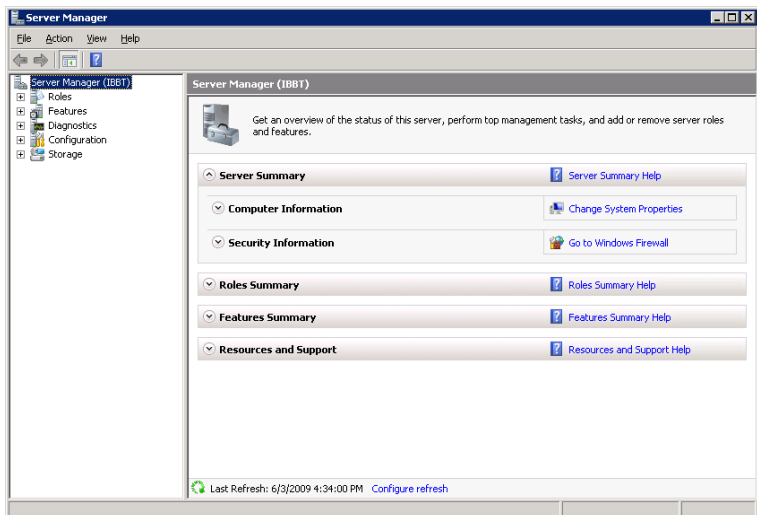 Server Manager
File Action View Help
Server Manager (IBBT)
Roles
Features
Diagnostics
Configuration
Storage
Server Manager (IBBT)
Get an overview of the status of this server, perform top management tasks, and add or remove server roles
and features.
Server Summary
Server Summary Help
Computer Information
Change System Properties
Security Information
Go to Windows Firewall
Roles Summary
Roles Summary Help
Features Summary
Features Summary Help
Resources and Support
Resources and Support Help
Last Refresh: 6/3/2009 4:34:00 PM Configure refresh